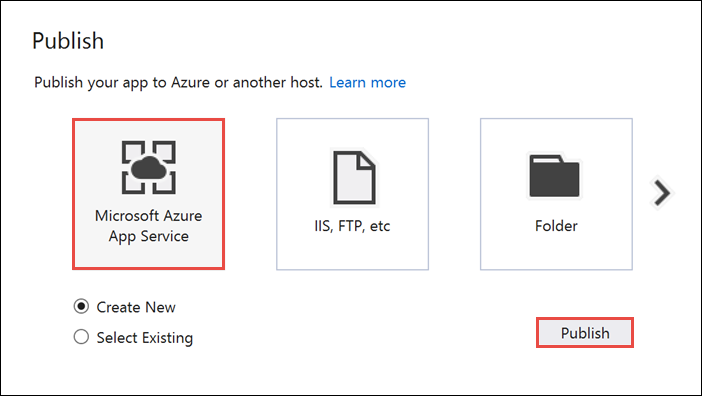 Publish
Publish your app to Azure or another host. Learn more
Microsoft Azure
App Service
IIS, FTP, etc
Folder
Create New
Select Existing
Publish